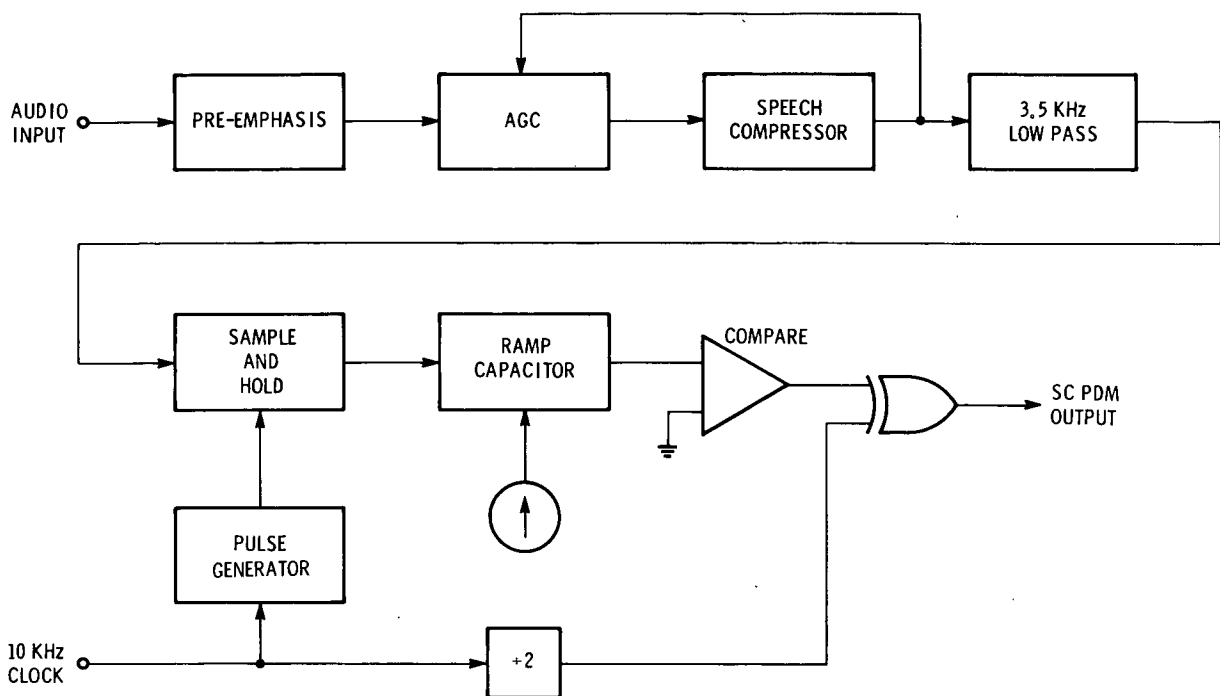 AUDIO
INPUT
PRE-EMPHASIS
AGC
SPEECH
COMPRESSOR
3.5 KHz
LOW PASS
SAMPLE
AND
HOLD
RAMP
CAPACITOR
COMPARE
SC PDM
OUTPUT
PULSE
GENERATOR
10 KHz
CLOCK
÷2